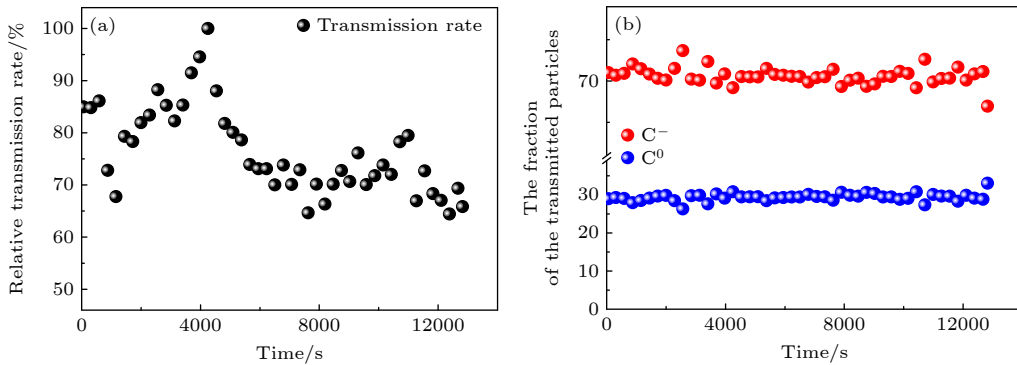 (a)
Transmission rate
Relative transmission rate/%
100
90
80
70
60
50
0
4000
8000
12000
Time/s
(b)
The fraction
of the transmitted particles
70
C⁻
C⁰
30
20
10
0
0
4000
8000
12000
Time/s